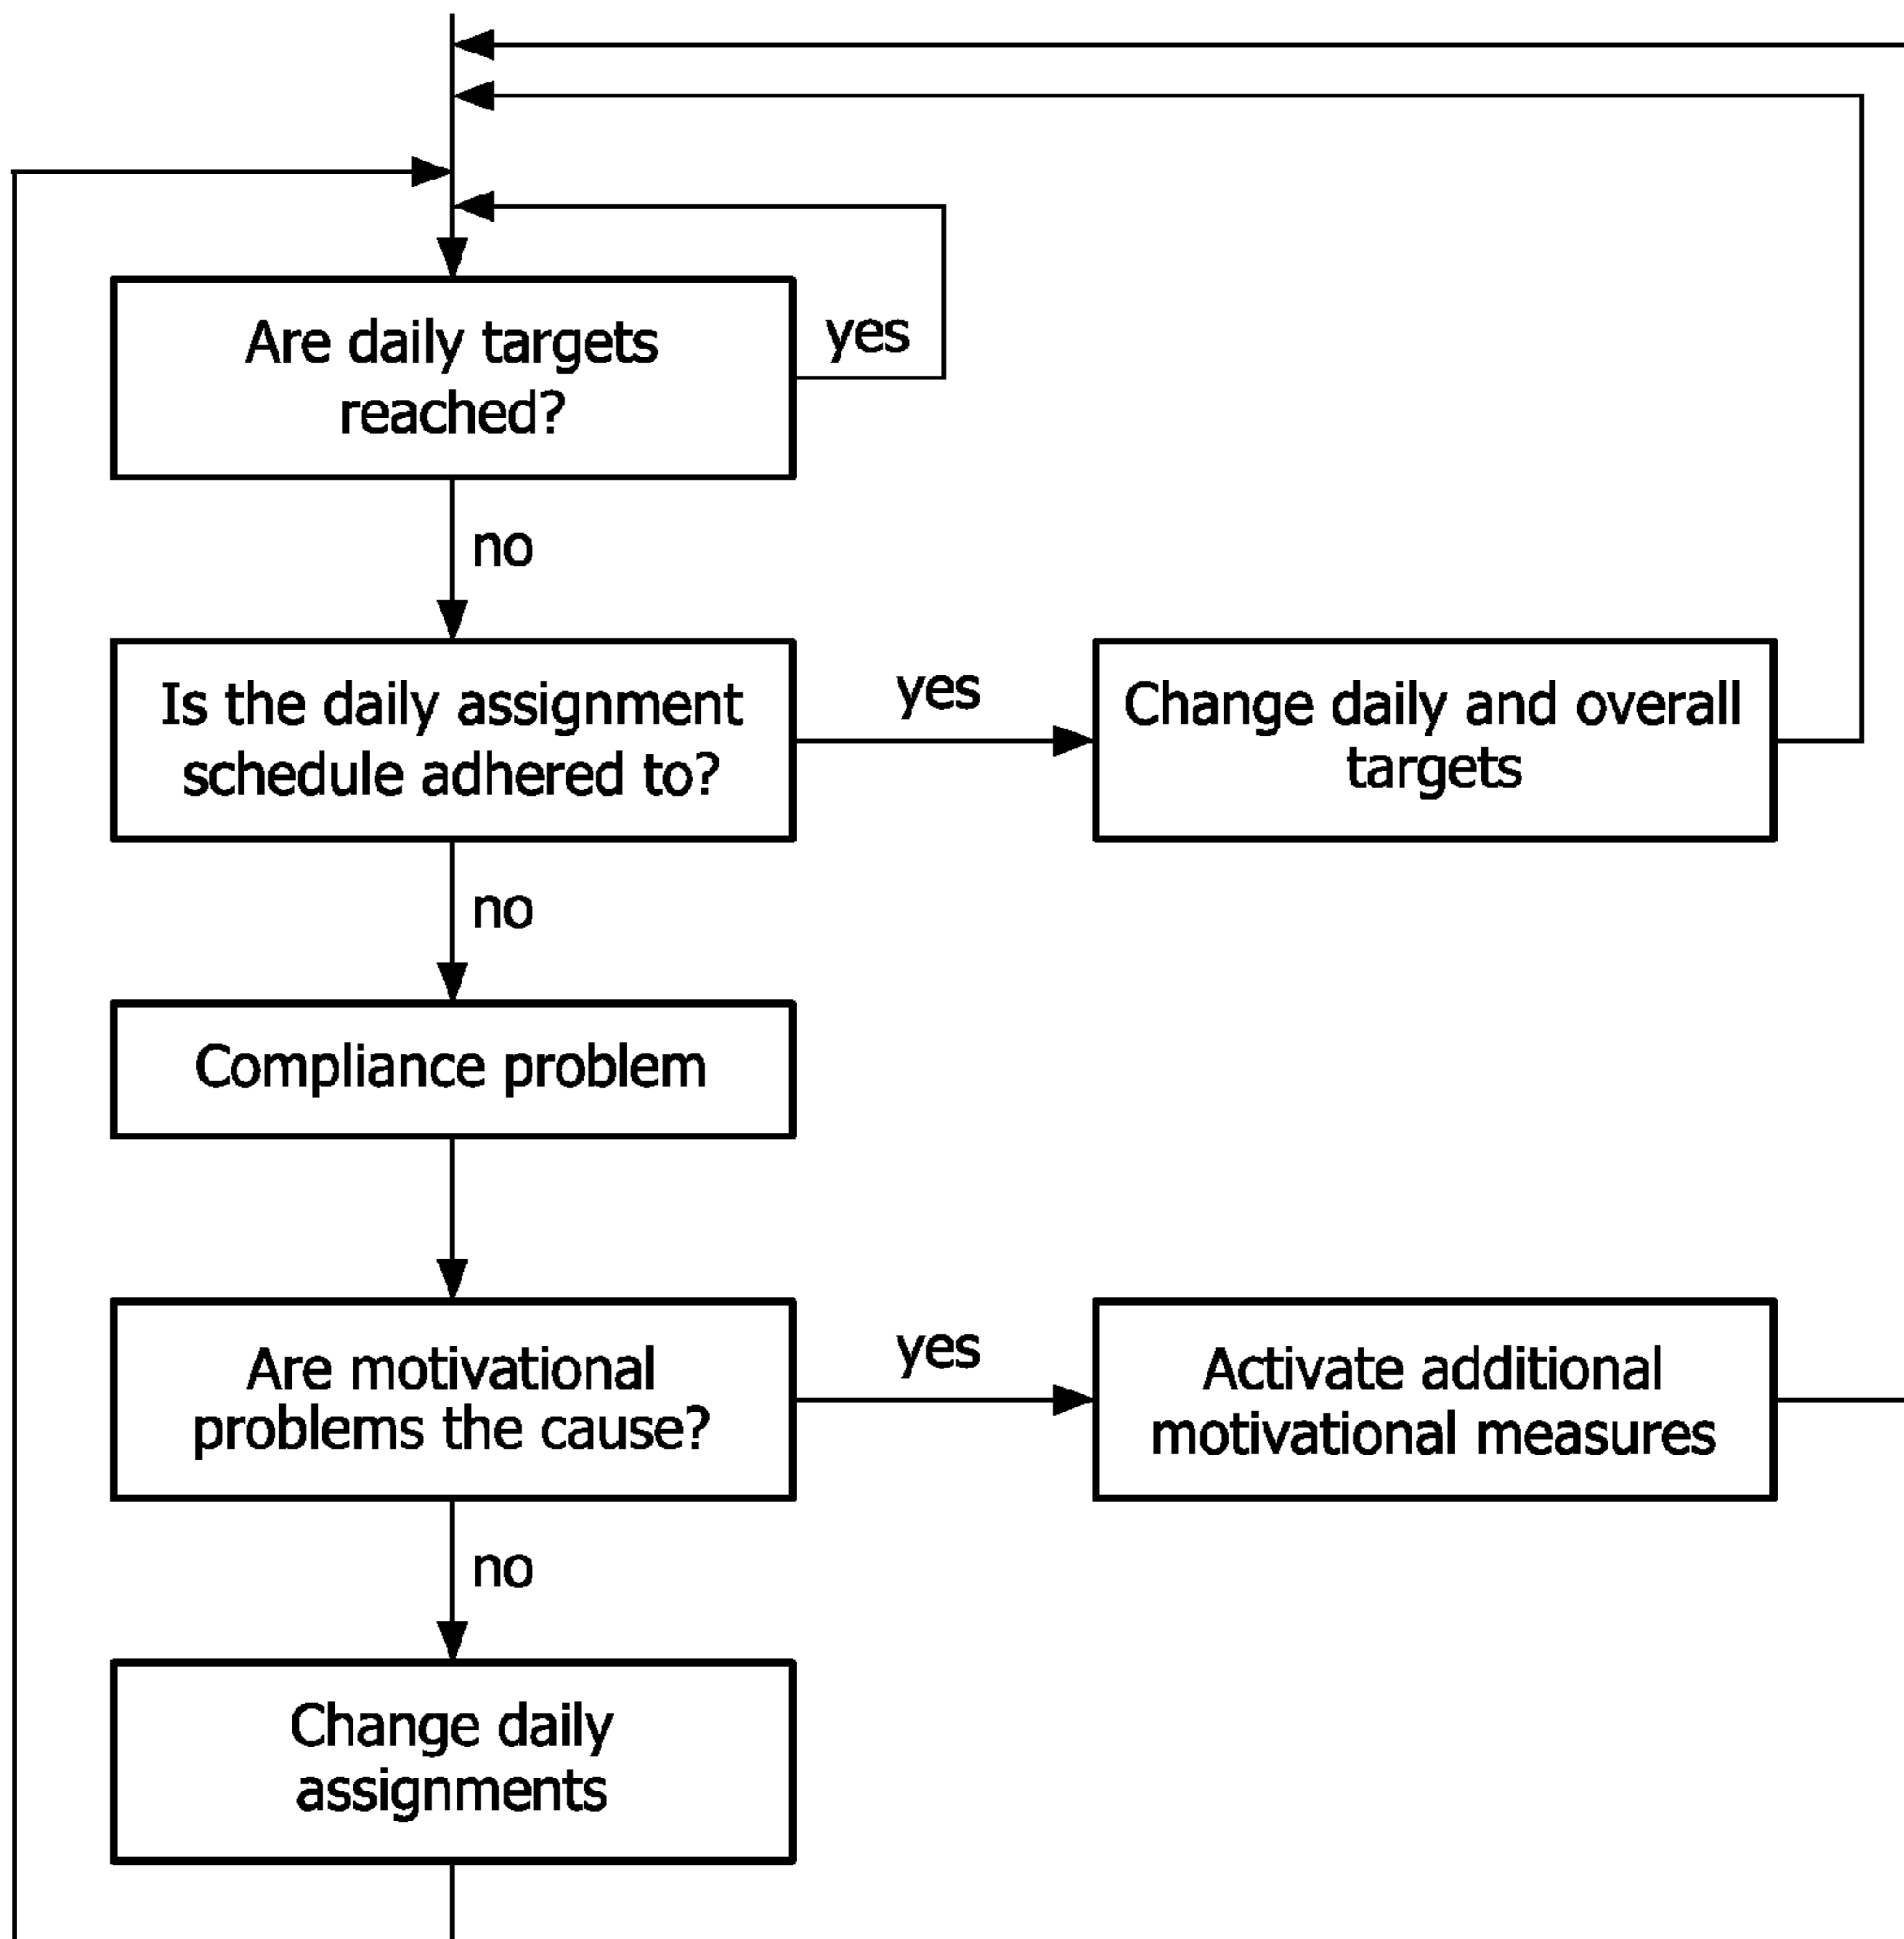 Are daily targets
reached?
yes
no
Is the daily assignment
schedule adhered to?
yes
Change daily and overall
targets
no
Compliance problem
Are motivational
problems the cause?
yes
Activate additional
motivational measures
no
Change daily
assignments